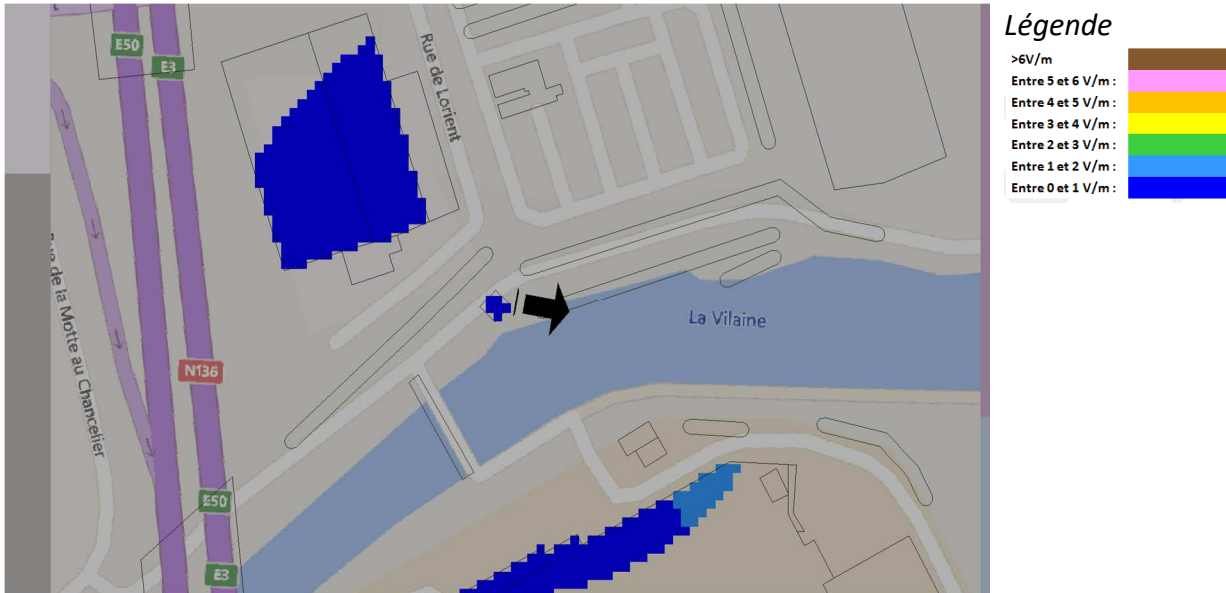 E50
E3
Rue de Lorient
Rue de la Motte au Chancelier
N136
La Vilaine
E50
E3
Légende
>6V/m
Entre 5 et 6 V/m :
Entre 4 et 5 V/m :
Entre 3 et 4 V/m :
Entre 2 et 3 V/m :
Entre 1 et 2 V/m :
Entre 0 et 1 V/m :